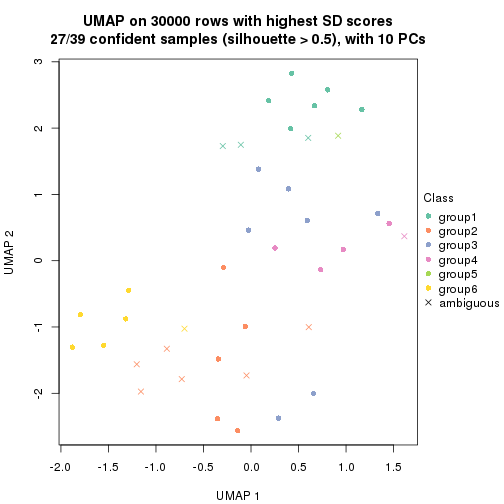 UMAP on 30000 rows with highest SD scores
27/39 confident samples (silhouette > 0.5), with 10 PCs
3
2
1
0
-1
-2
UMAP 2
-2.0 -1.5 -1.0 -0.5 0.0 0.5 1.0 1.5
UMAP 1
Class
group1
group2
group3
group4
group5
group6
ambiguous